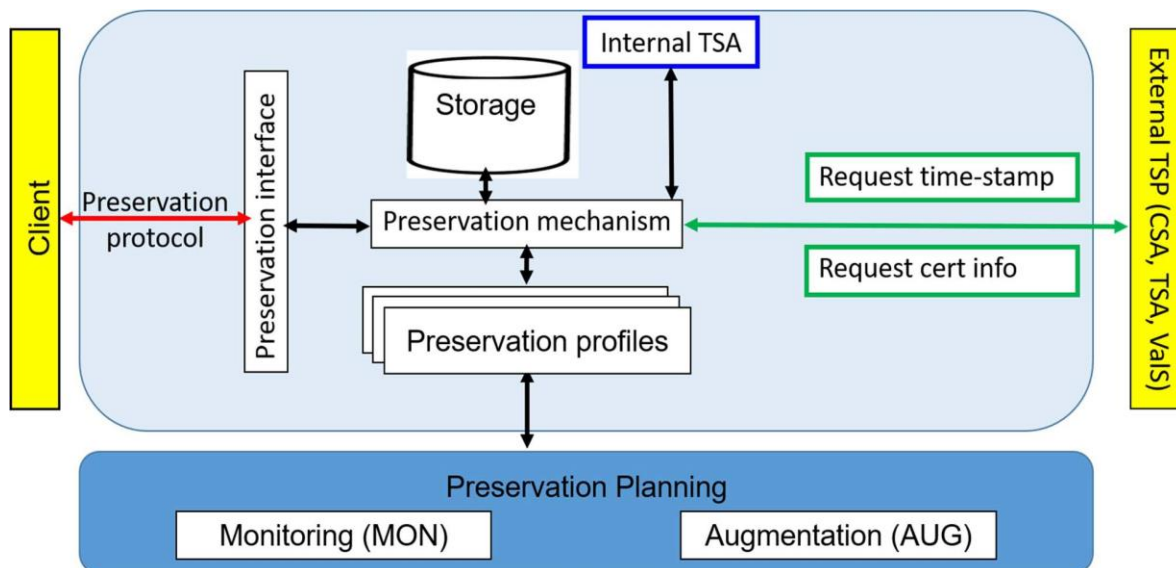 Client
Preservation
protocol
Preservation interface
Storage
Internal TSA
Preservation mechanism
Request time-stamp
Request cert info
External TSP (CSA, TSA, ValS)
Preservation profiles
Preservation Planning
Monitoring (MON)
Augmentation (AUG)